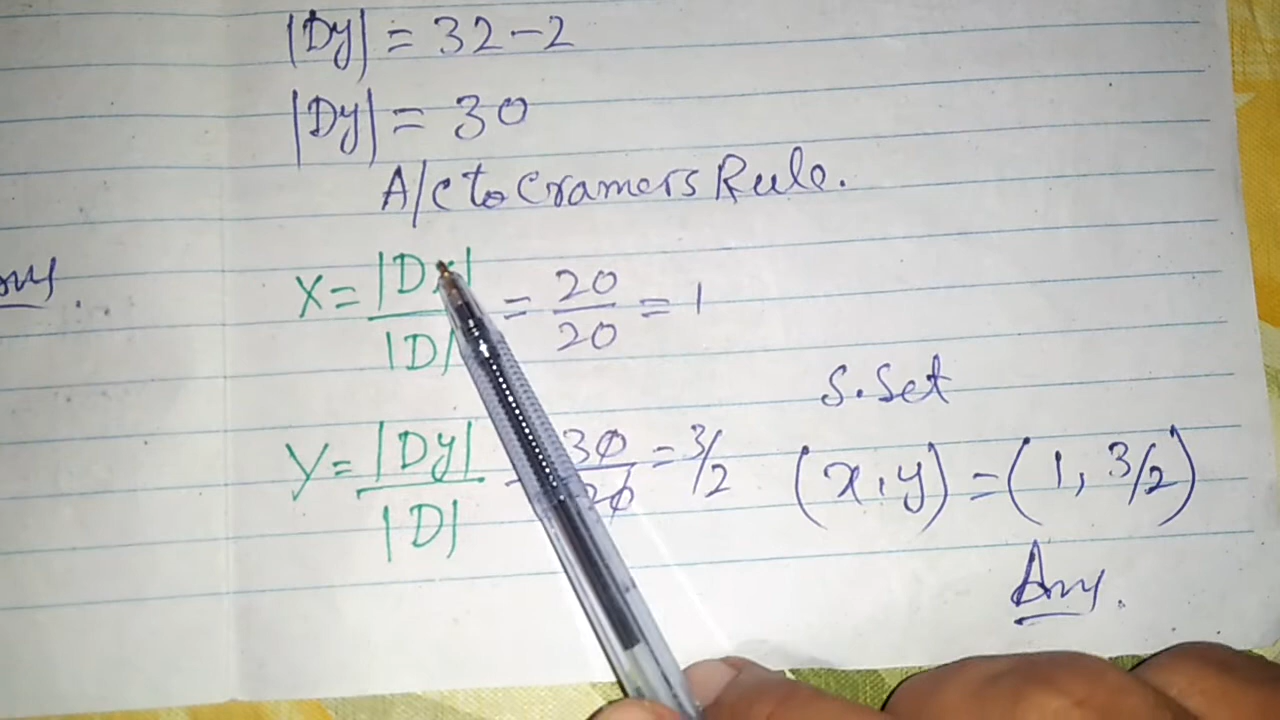 |Dy| = 32-2
|Dy| = 30
A/c to Cramers Rule.
Ans.
X = |Dx| / |D| = 20/20 = 1
S.Set
Y = |Dy| / |D| = 30/20 = 3/2 (x,y) = (1, 3/2)
Ans.